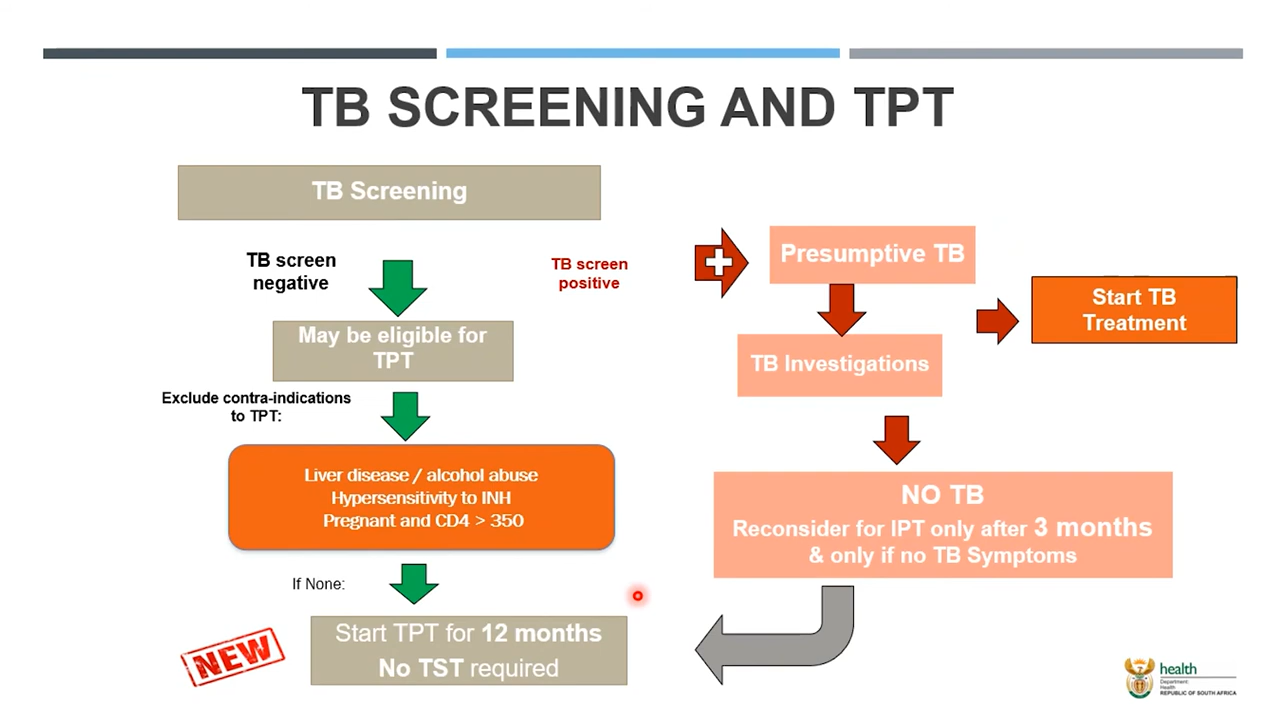 TB SCREENING AND TPT
TB Screening
TB screen
negative
TB screen
positive
Presumptive TB
Start TB
Treatment
May be eligible for
TPT
TB Investigations
Exclude contra-indications
to TPT:
Liver disease / alcohol abuse
Hypersensitivity to INH
Pregnant and CD4 > 350
NO TB
Reconsider for IPT only after 3 months
& only if no TB Symptoms
If None:
NEW
Start TPT for 12 months
No TST required
health
Department:
Health
REPUBLIC OF SOUTH AFRICA